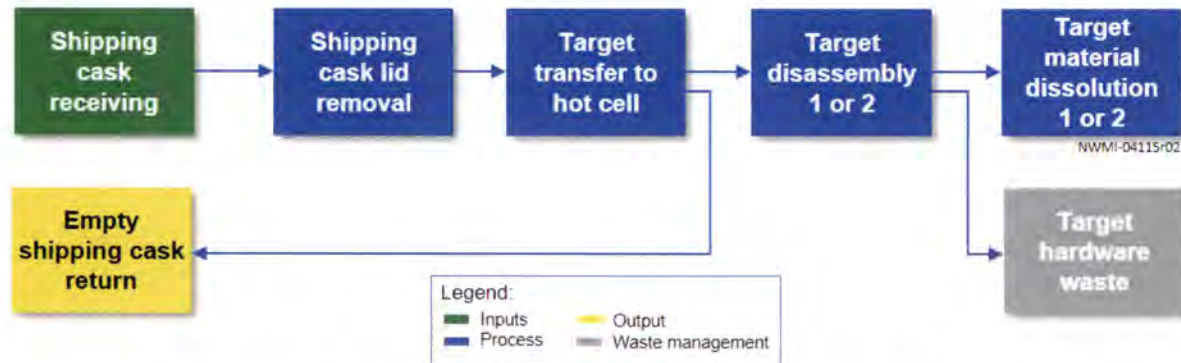 Shipping
cask
receiving
Shipping
cask lid
removal
Target
transfer to
hot cell
Target
disassembly
1 or 2
Target
material
dissolution
1 or 2
NWMI-04115r02
Empty
shipping cask
return
Target
hardware
waste
Legend:
Inputs
Output
Process
Waste management